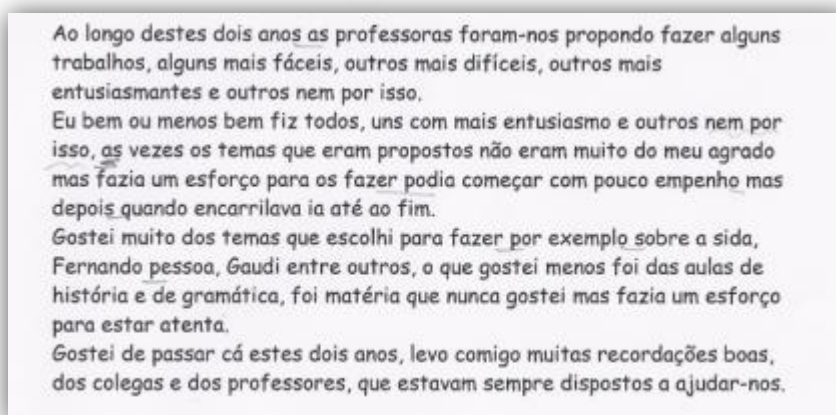 Ao longo destes dois anos as professoras foram-nos propondo fazer alguns
trabalhos, alguns mais fáceis, outros mais difíceis, outros mais
entusiasmantes e outros nem por isso.
Eu bem ou menos bem fiz todos, uns com mais entusiasmo e outros nem por
isso, as vezes os temas que eram propostos não eram muito do meu agrado
mas fazia um esforço para os fazer podia começar com pouco empenho mas
depois quando encarrilava ia até ao fim.
Gostei muito dos temas que escolhi para fazer por exemplo sobre a sida,
Fernando pessoa, Gaudi entre outros, o que gostei menos foi das aulas de
história e de gramática, foi matéria que nunca gostei mas fazia um esforço
para estar atenta.
Gostei de passar cá estes dois anos, levo comigo muitas recordações boas,
dos colegas e dos professores, que estavam sempre dispostos a ajudar-nos.